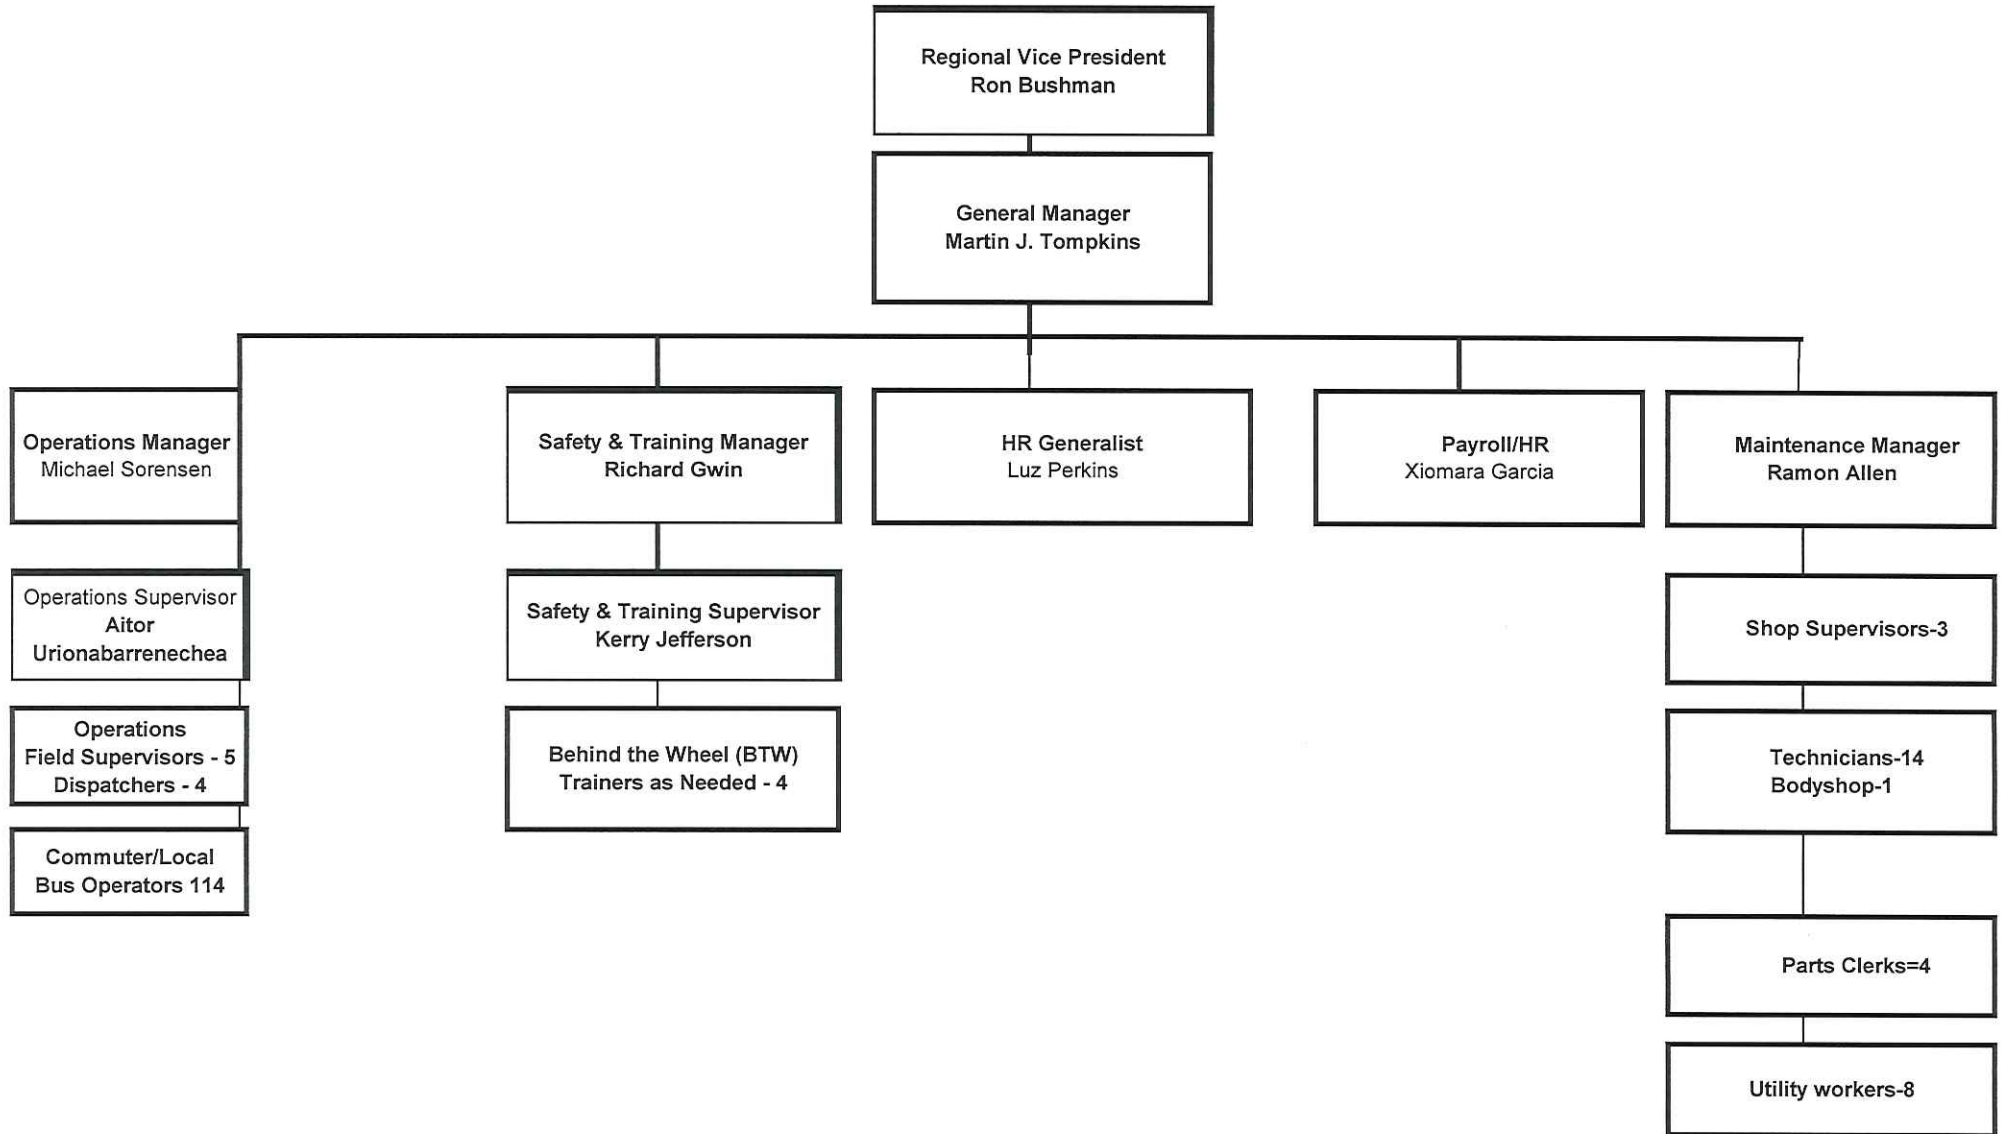 Regional Vice President
Ron Bushman
General Manager
Martin J. Tompkins
Operations Manager
Michael Sorensen
Safety & Training Manager
Richard Gwin
HR Generalist
Luz Perkins
Payroll/HR
Xiomara Garcia
Maintenance Manager
Ramon Allen
Operations Supervisor
Aitor
Urionabarrenechea
Safety & Training Supervisor
Kerry Jefferson
Shop Supervisors-3
Operations
Field Supervisors - 5
Dispatchers - 4
Behind the Wheel (BTW)
Trainers as Needed - 4
Technicians-14
Bodyshop-1
Commuter/Local
Bus Operators 114
Parts Clerks=4
Utility workers-8